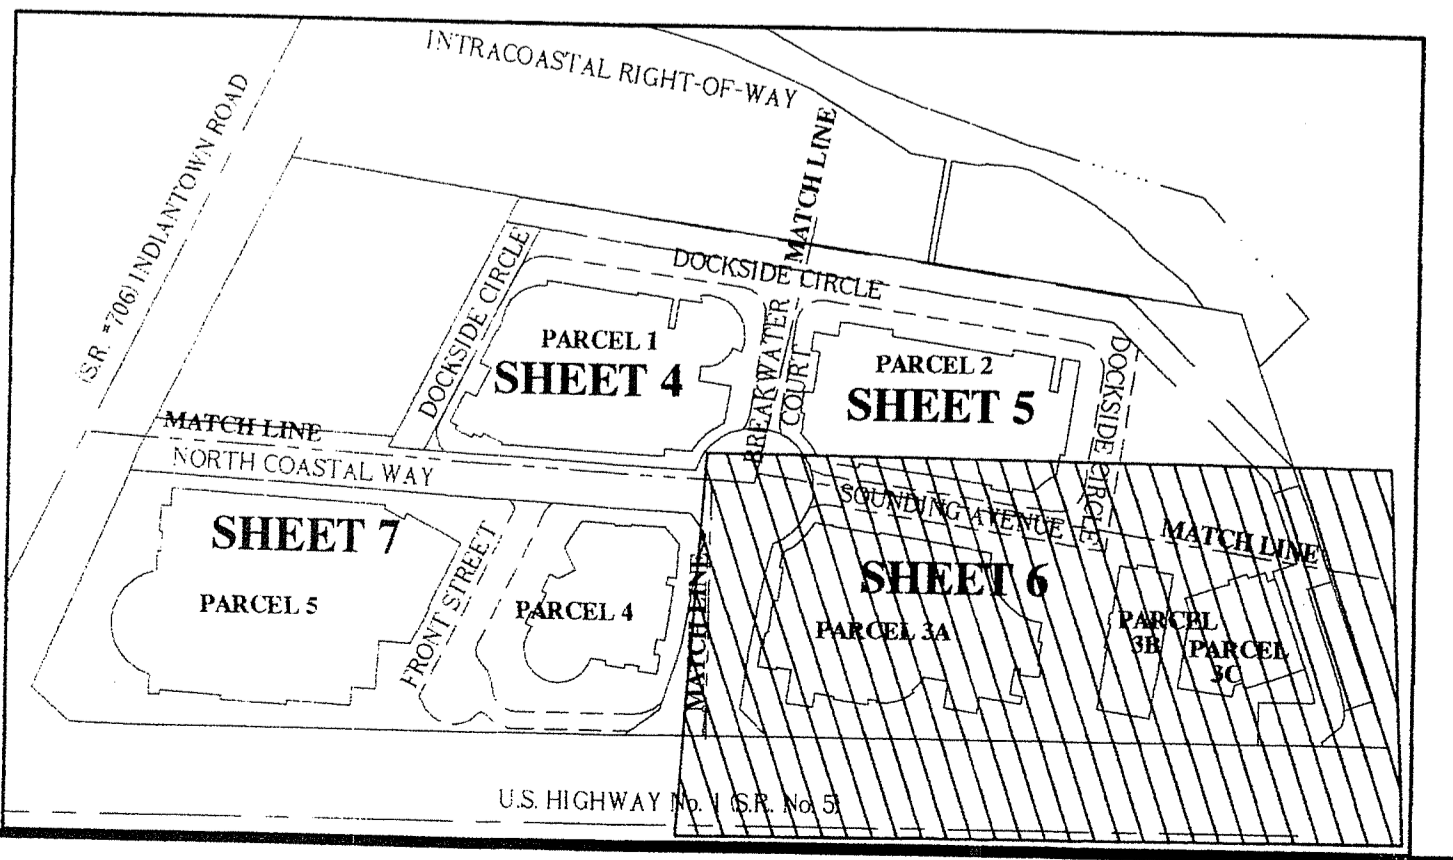 INTRACOASTAL RIGHT-OF-WAY
(S.R. #706) INDIANTOWN ROAD
MATCH LINE
DOCKSIDE CIRCLE
DOCKSIDE CIRCLE
PARCEL 1
SHEET 4
BREAKWATER
COURT
PARCEL 2
SHEET 5
DOCKSIDE CIRCLE
MATCH LINE
NORTH COASTAL WAY
SOUNDING AVENUE
MATCH LINE
SHEET 7
PARCEL 5
FRONT STREET
PARCEL 4
MATCH LINE
SHEET 6
PARCEL 3A
PARCEL
3B
PARCEL
3C
U.S. HIGHWAY No. 1 (S.R. No. 5)